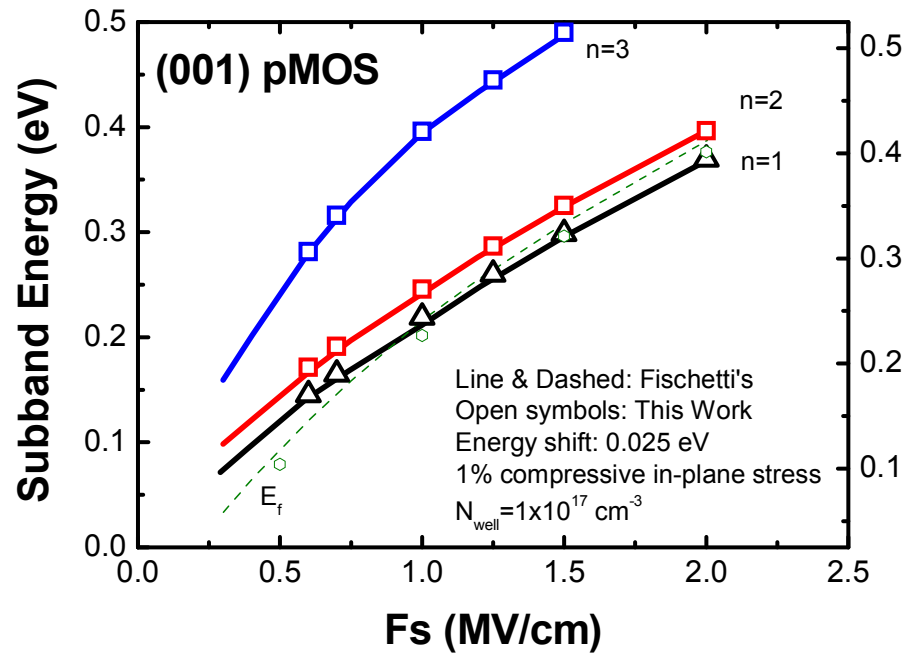 (001) pMOS
n=3
n=2
n=1
E_f
Line & Dashed: Fischetti's
Open symbols: This Work
Energy shift: 0.025 eV
1% compressive in-plane stress
N_well=1x10^17 cm^-3
Subband Energy (eV)
0.5
0.4
0.3
0.2
0.1
0.0
0.5
0.4
0.3
0.2
0.1
0.0 0.5 1.0 1.5 2.0 2.5
Fs (MV/cm)